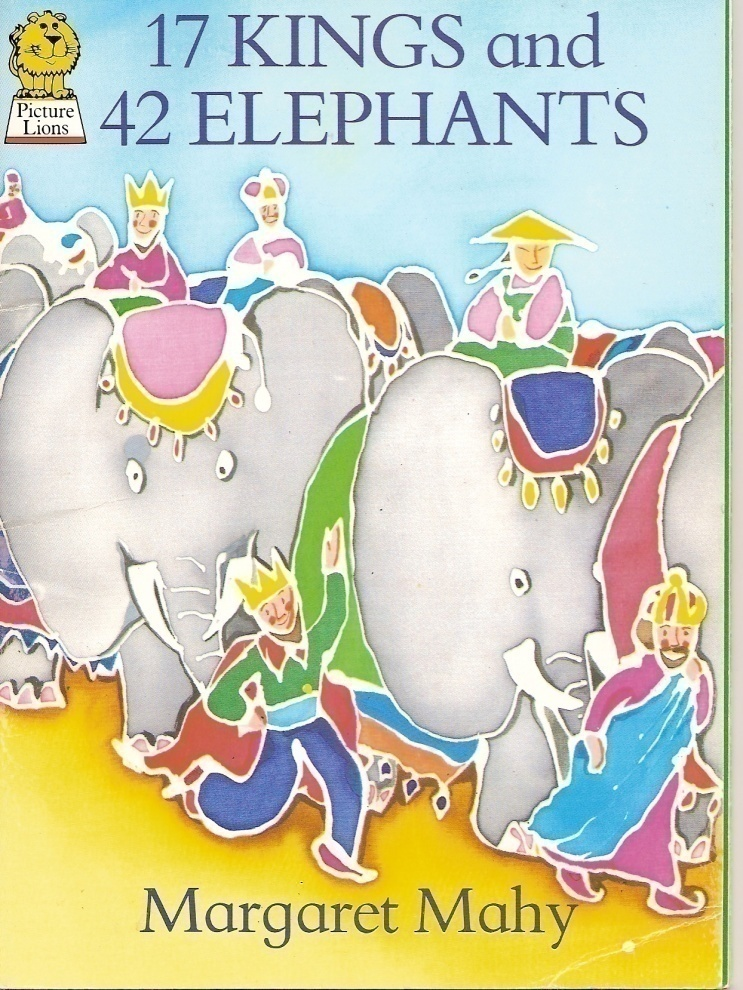 17 KINGS and
42 ELEPHANTS
Picture
Lions
Margaret Mahy